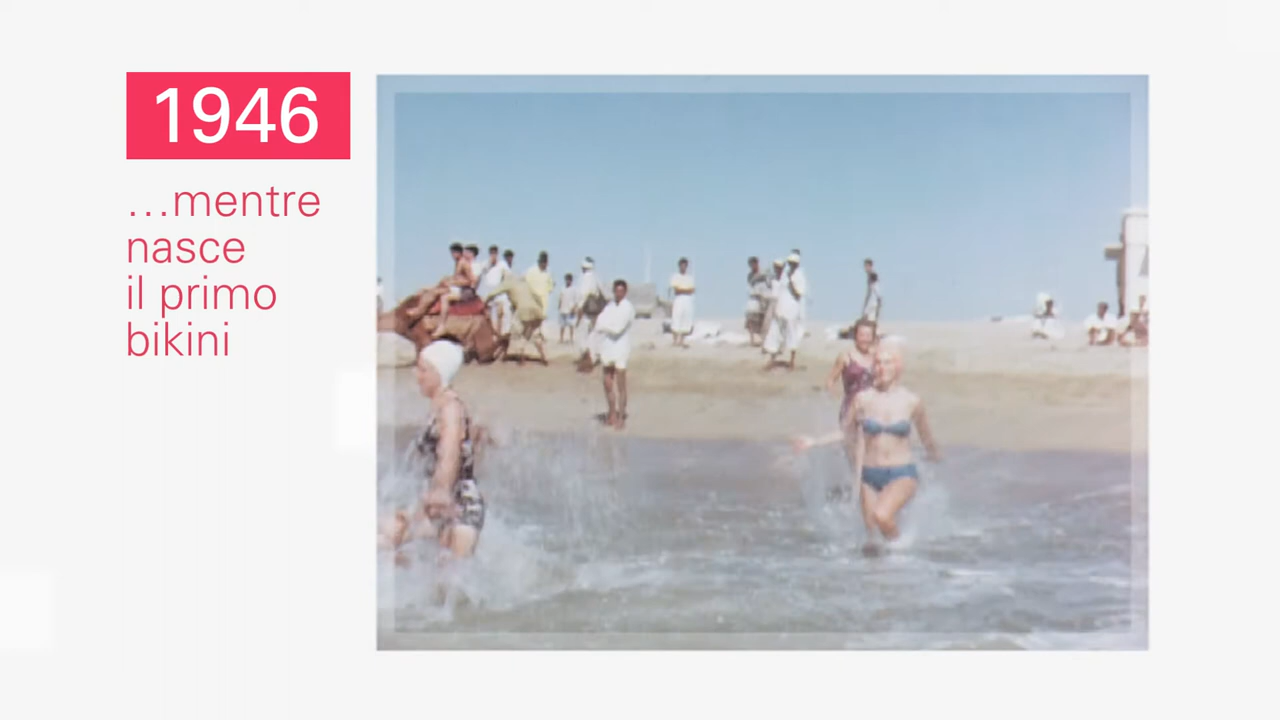 1946
…mentre
nasce
il primo
bikini